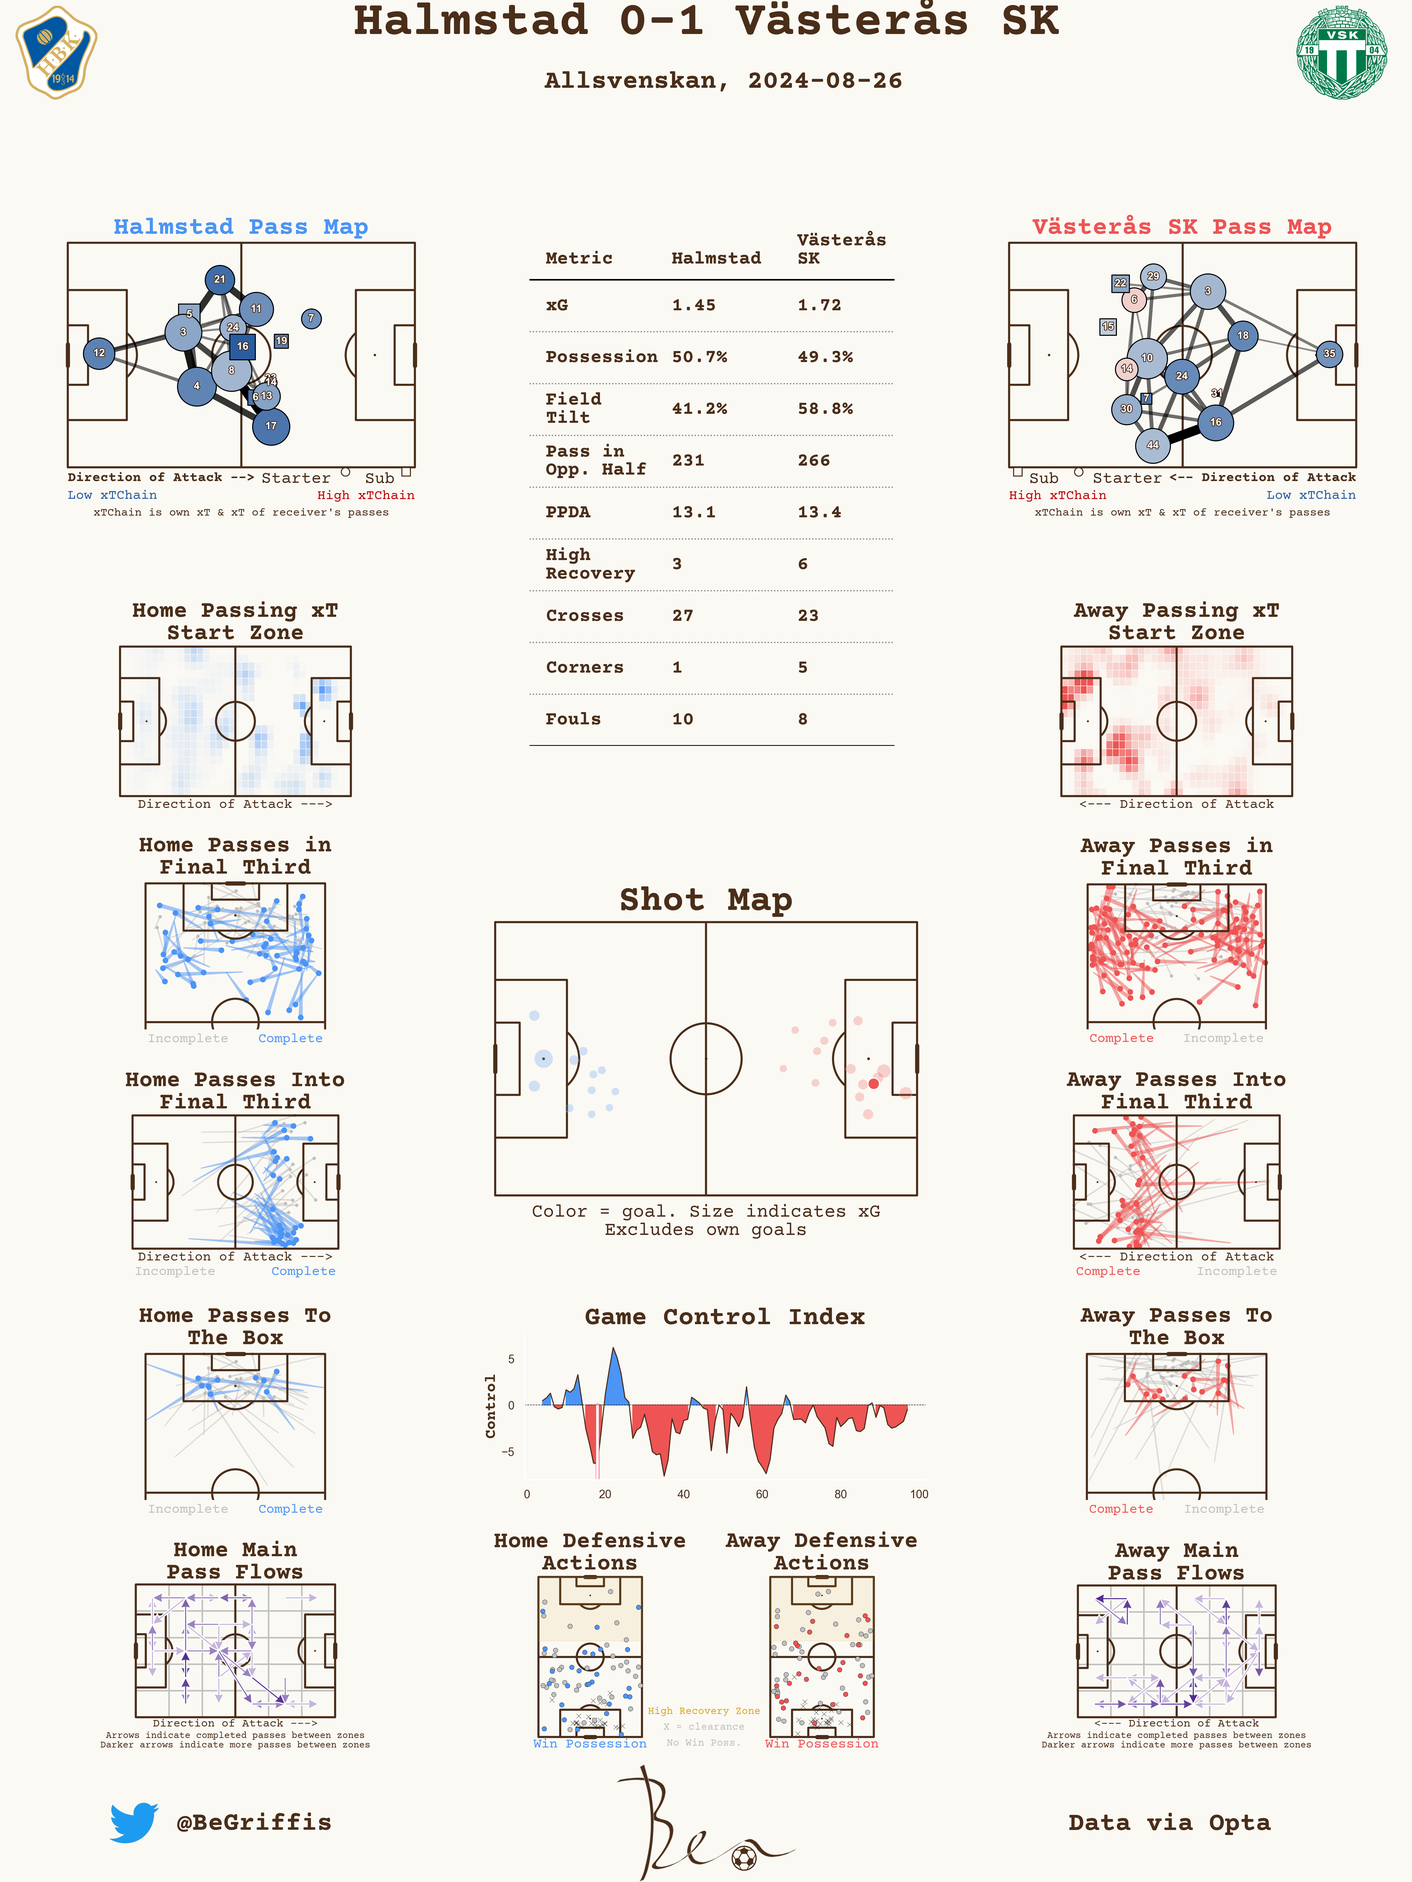 Halmstad 0-1 Västerås SK
Allsvenskan, 2024-08-26
H.B.K.
1914
VSK
19 04
Halmstad Pass Map
21
11
5
7
24
3
19
16
12
8
4
14
6
13
17
Direction of Attack --> Starter Sub
Low xTChain High xTChain
xTChain is own xT & xT of receiver's passes
Metric Halmstad Västerås SK
xG 1.45 1.72
Possession 50.7% 49.3%
Field Tilt 41.2% 58.8%
Pass in Opp. Half 231 266
PPDA 13.1 13.4
High Recovery 3 6
Crosses 27 23
Corners 1 5
Fouls 10 8
Västerås SK Pass Map
29
22
3
6
15
18
35
10
14
24
7
31
30
16
44
Sub Starter <-- Direction of Attack
High xTChain Low xTChain
xTChain is own xT & xT of receiver's passes
Home Passing xT
Start Zone
Direction of Attack --->
Away Passing xT
Start Zone
<--- Direction of Attack
Home Passes in
Final Third
Incomplete Complete
Away Passes in
Final Third
Complete Incomplete
Shot Map
Color = goal. Size indicates xG
Excludes own goals
Home Passes Into
Final Third
Direction of Attack --->
Incomplete Complete
Away Passes Into
Final Third
<--- Direction of Attack
Complete Incomplete
Home Passes To
The Box
Incomplete Complete
Game Control Index
Control
5
0
−5
0 20 40 60 80 100
Away Passes To
The Box
Complete Incomplete
Home Main
Pass Flows
Direction of Attack --->
Arrows indicate completed passes between zones
Darker arrows indicate more passes between zones
Home Defensive
Actions
Win Possession
High Recovery Zone
X = clearance
No Win Poss.
Away Defensive
Actions
Win Possession
Away Main
Pass Flows
<--- Direction of Attack
Arrows indicate completed passes between zones
Darker arrows indicate more passes between zones
@BeGriffis
Ben
Data via Opta